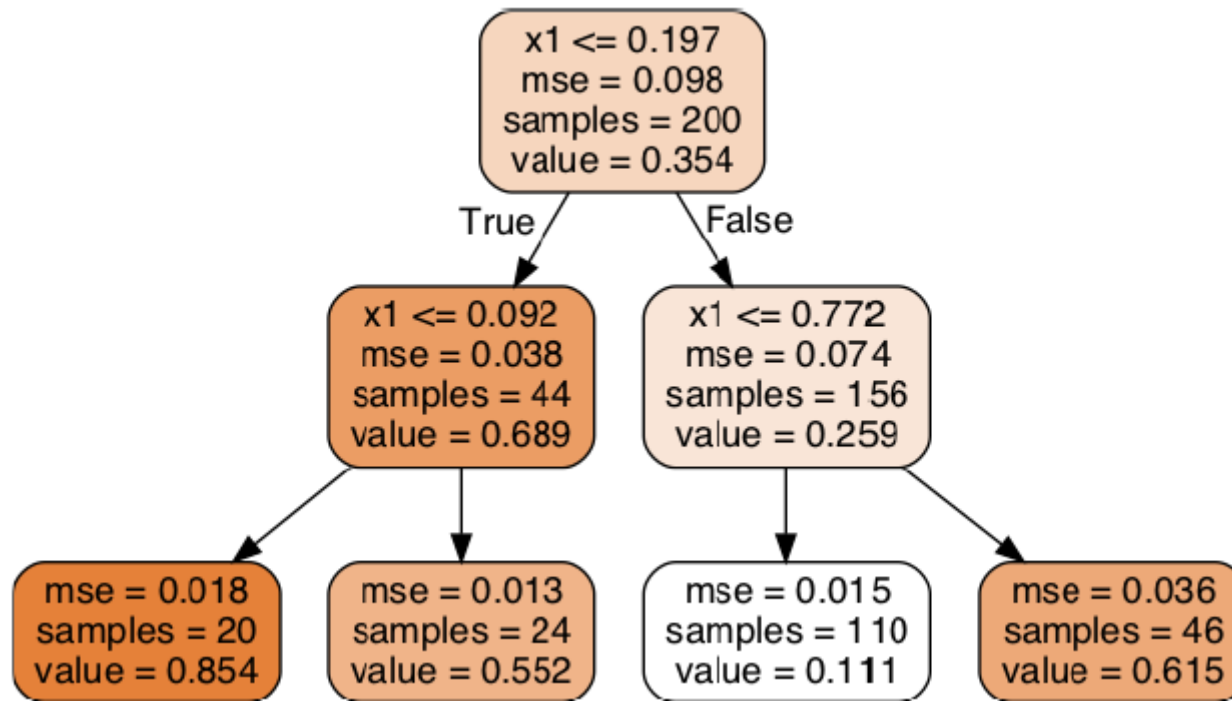 x1 <= 0.197
mse = 0.098
samples = 200
value = 0.354
True
False
x1 <= 0.092
mse = 0.038
samples = 44
value = 0.689
x1 <= 0.772
mse = 0.074
samples = 156
value = 0.259
mse = 0.018
samples = 20
value = 0.854
mse = 0.013
samples = 24
value = 0.552
mse = 0.015
samples = 110
value = 0.111
mse = 0.036
samples = 46
value = 0.615